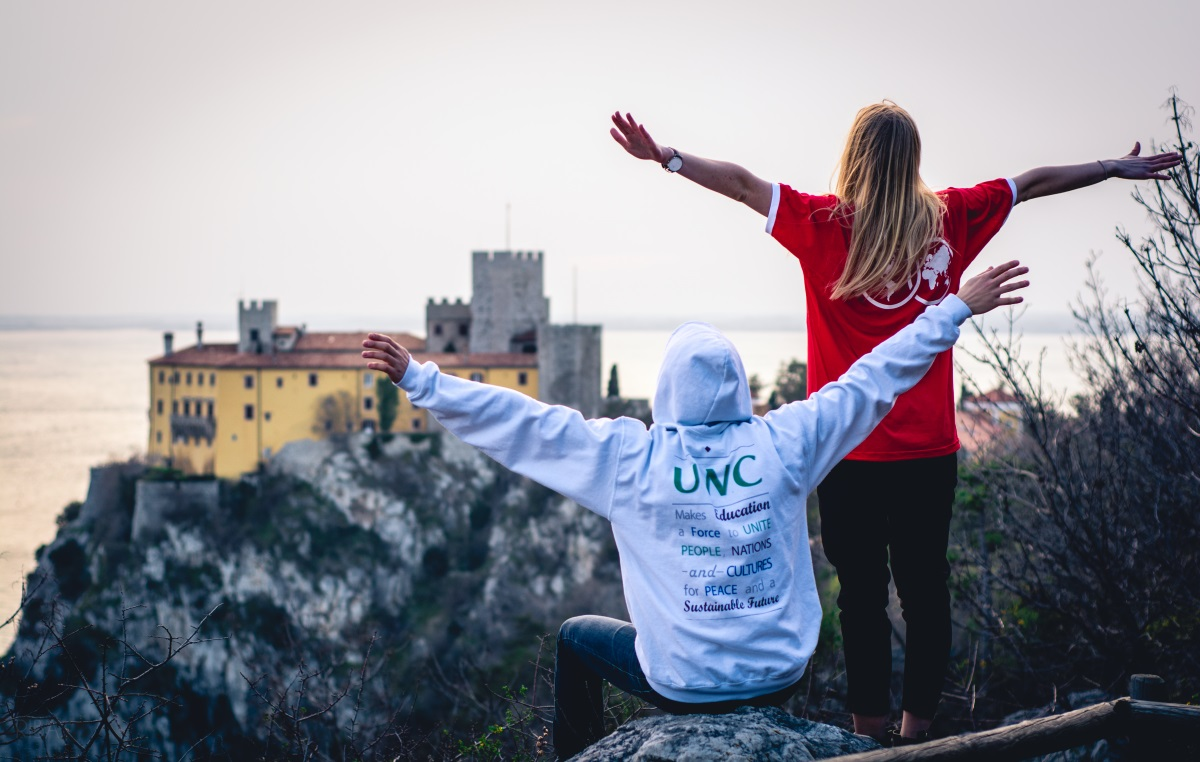 UNC
Makes Education
a Force to UNITE
PEOPLE, NATIONS
-and- CULTURES
for PEACE and a
Sustainable Future